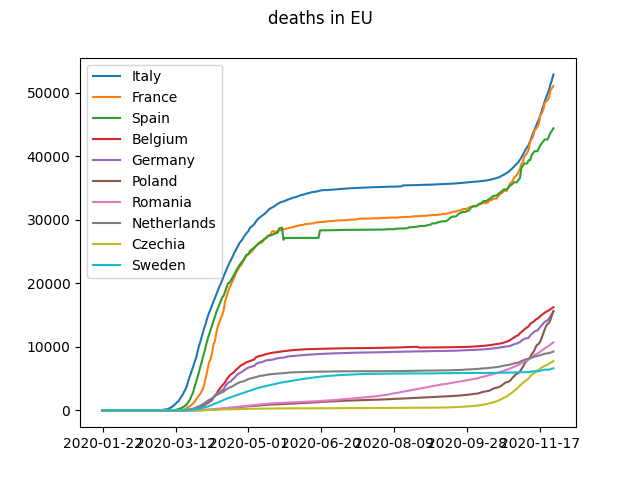 deaths in EU
50000
40000
30000
20000
10000
0
Italy
France
Spain
Belgium
Germany
Poland
Romania
Netherlands
Czechia
Sweden
2020-01-22 2020-03-12 2020-05-01 2020-06-20 2020-08-09 2020-09-28 2020-11-17